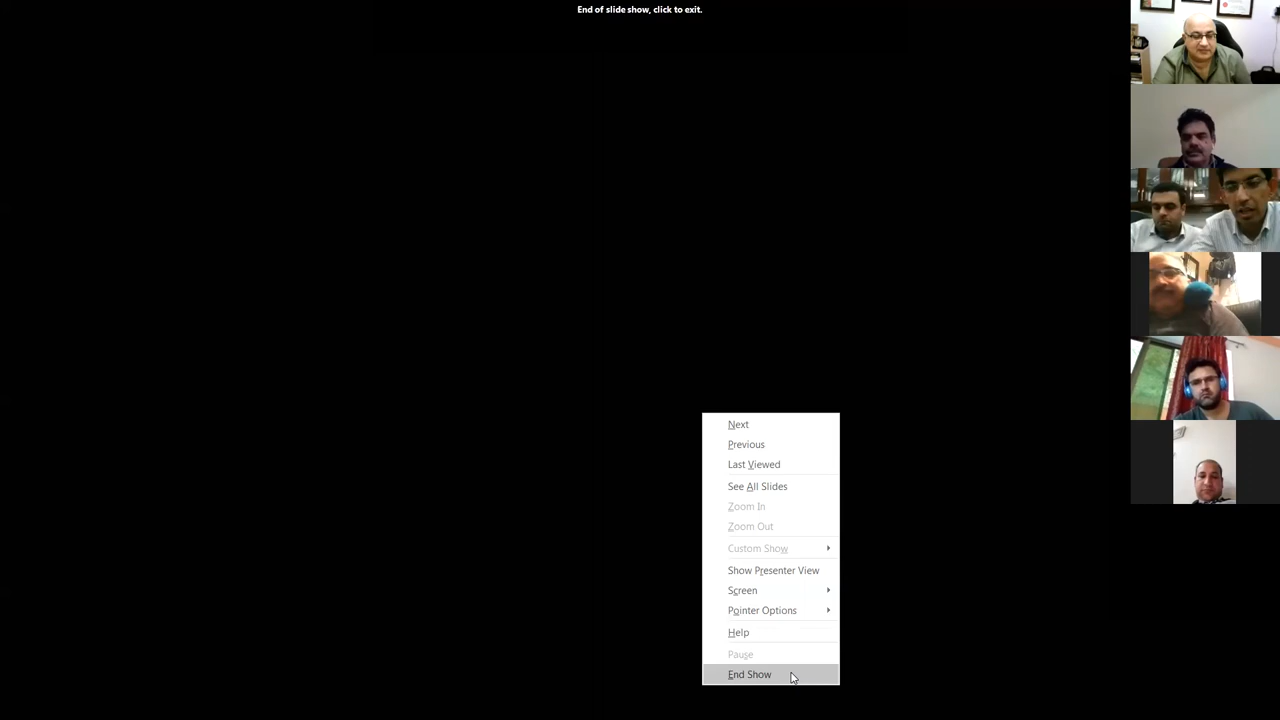 End of slide show, click to exit.
Next
Previous
Last Viewed
See All Slides
Zoom In
Zoom Out
Custom Show
Show Presenter View
Screen
Pointer Options
Help
Pause
End Show